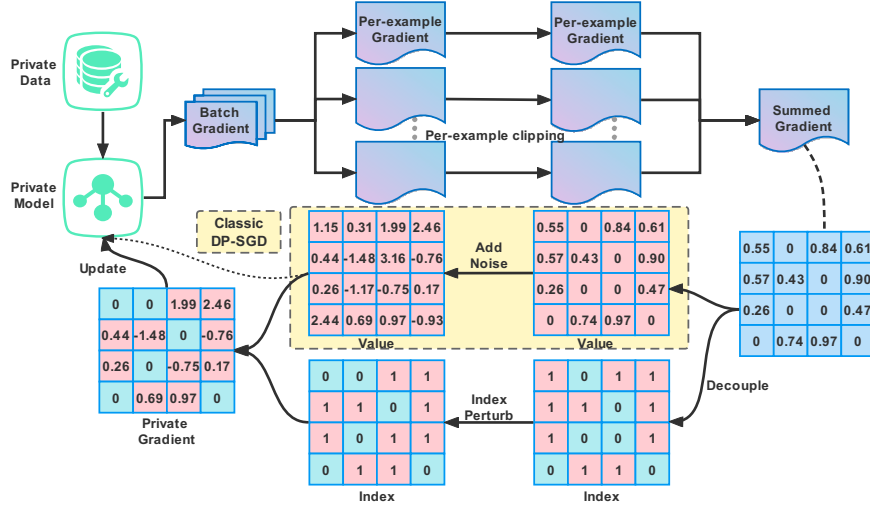 Private
Data
Private
Model
Batch
Gradient
Per-example
Gradient
Per-example
Gradient
Per-example clipping
Summed
Gradient
Classic
DP-SGD
Update
1.15 0.31 1.99 2.46
0.44 -1.48 3.16 -0.76
0.26 -1.17 -0.75 0.17
2.44 0.69 0.97 -0.93
Value
Add
Noise
0.55 0 0.84 0.61
0.57 0.43 0 0.90
0.26 0 0 0.47
0 0.74 0.97 0
Value
0.55 0 0.84 0.61
0.57 0.43 0 0.90
0.26 0 0 0.47
0 0.74 0.97 0
Decouple
0 0 1.99 2.46
0.44 -1.48 0 -0.76
0.26 0 -0.75 0.17
0 0.69 0.97 0
Private
Gradient
0 0 1 1
1 1 0 1
1 0 1 1
0 1 1 0
Index
Index
Perturb
1 0 1 1
1 1 0 1
1 0 0 1
0 1 1 0
Index